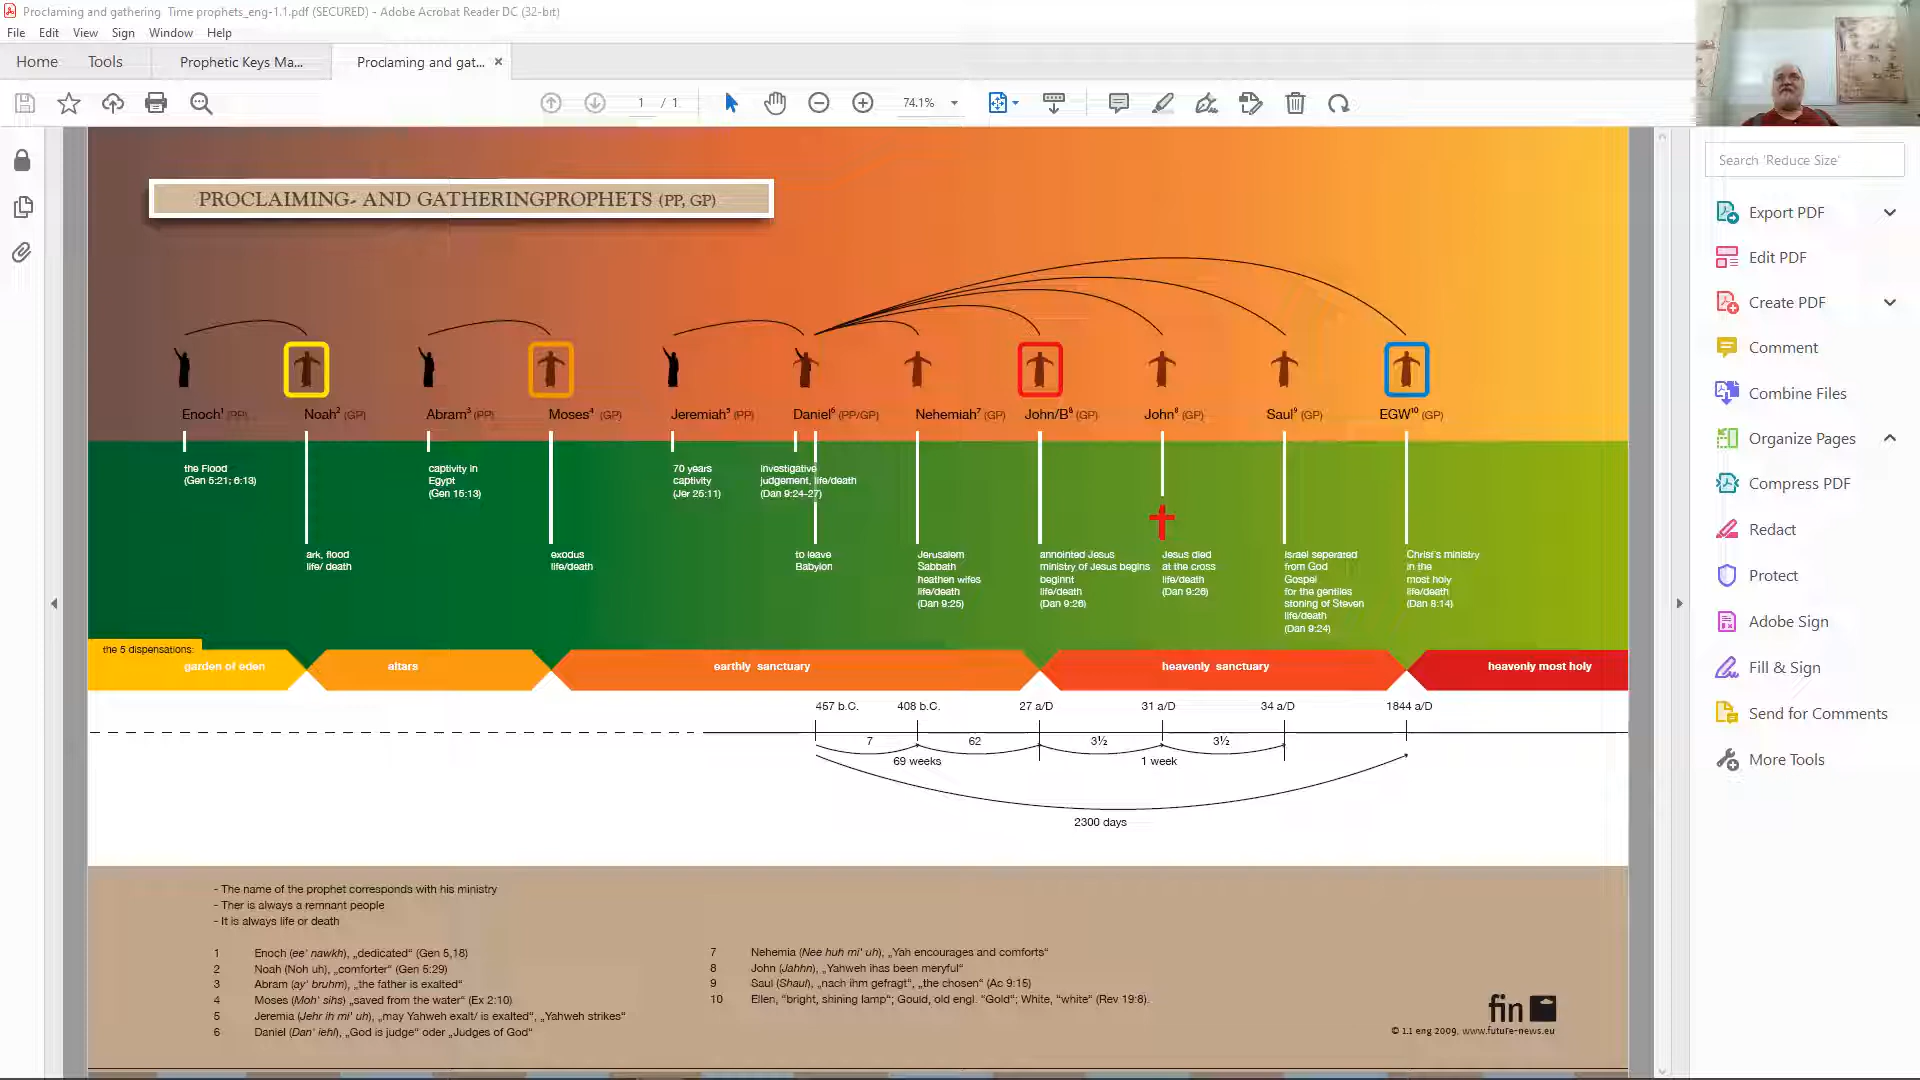 Proclaming and gathering Time prophets_eng-1.1.pdf (SECURED) - Adobe Acrobat Reader DC (32-bit)
File Edit View Sign Window Help
Home Tools Prophetic Keys Ma... Proclaming and gat... ×
1 / 1 74.1%
Search 'Reduce Size'
Export PDF
Edit PDF
Create PDF
Comment
Combine Files
Organize Pages
Compress PDF
Redact
Protect
Adobe Sign
Fill & Sign
Send for Comments
More Tools
PROCLAIMING- AND GATHERINGPROPHETS (PP, GP)
Enoch¹ (PP) Noah² (GP) Abram³ (PP) Moses⁴ (GP) Jeremiah⁵ (PP) Daniel⁶ (PP/GP) Nehemiah⁷ (GP) John/B⁸ (GP) John⁸ (GP) Saul⁹ (GP) EGW¹⁰ (GP)
the Flood
(Gen 5:21; 6:13)
captivity in
Egypt
(Gen 15:13)
70 years
captivity
(Jer 25:11)
investigative
judgement, life/death
(Dan 9:24-27)
ark, flood
life/ death
exodus
life/death
to leave
Babylon
Jerusalem
Sabbath
heathen wifes
life/death
(Dan 9:25)
annointed Jesus
ministry of Jesus begins
beginnt
life/death
(Dan 9:26)
Jesus died
at the cross
life/death
(Dan 9:26)
Israel seperated
from God
Gospel
for the gentiles
stoning of Steven
life/death
(Dan 9:24)
Christ's ministry
in the
most holy
life/death
(Dan 8:14)
the 5 dispensations:
garden of eden altars earthly sanctuary heavenly sanctuary heavenly most holy
457 b.C. 408 b.C. 27 a/D 31 a/D 34 a/D 1844 a/D
7 62 3½ 3½
69 weeks 1 week
2300 days
- The name of the prophet corresponds with his ministry
- Ther is always a remnant people
- It is always life or death
1 Enoch (ee' nawkh), „dedicated“ (Gen 5,18)
2 Noah (Noh uh), „comforter“ (Gen 5:29)
3 Abram (ay' bruhm), „the father is exalted“
4 Moses (Moh' sihs) „saved from the water“ (Ex 2:10)
5 Jeremia (Jehr ih mi' uh), „may Yahweh exalt/ is exalted“, „Yahweh strikes“
6 Daniel (Dan' iehl), „God is judge“ oder „Judges of God“
7 Nehemia (Nee huh mi' uh), „Yah encourages and comforts“
8 John (Jahhn), „Yahweh ihas been meryful“
9 Saul (Shaul), „nach ihm gefragt“, „the chosen“ (Ac 9:15)
10 Ellen, “bright, shining lamp“; Gould, old engl. “Gold“; White, “white“ (Rev 19:8).
fin
© 1.1 eng 2009, www.future-news.eu